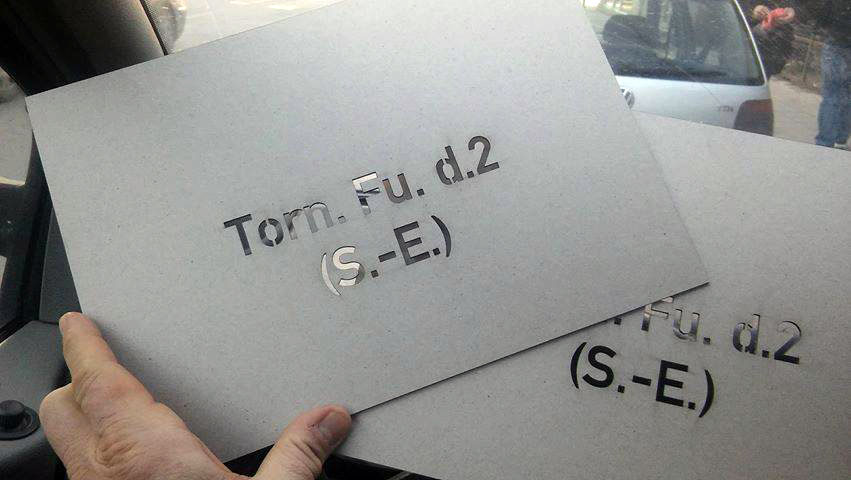 Torn. Fu. d.2
(S.-E.)
. Fu. d.2
(S.-E.)